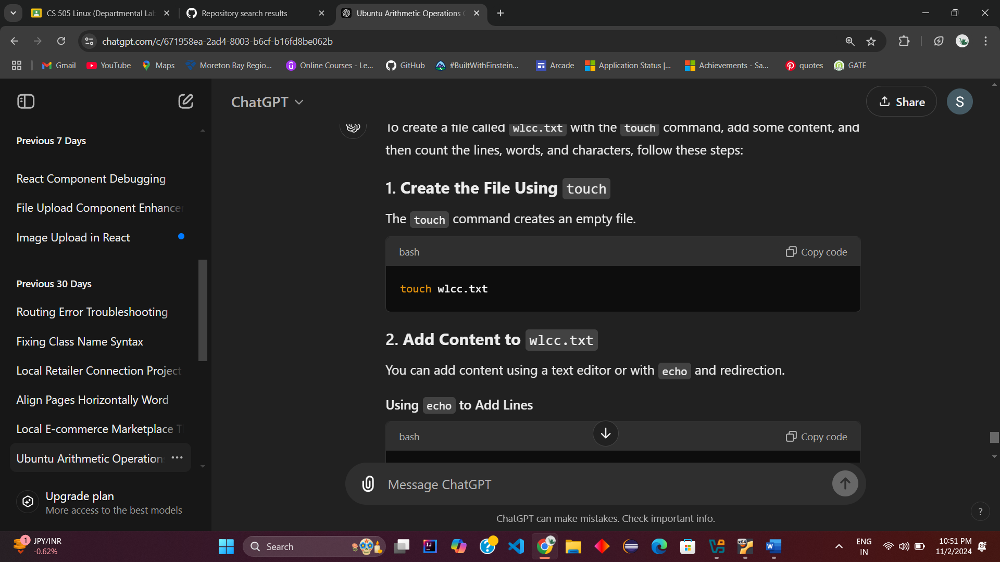 CS 505 Linux (Departmental Lab
Repository search results
Ubuntu Arithmetic Operations
chatgpt.com/c/671958ea-2ad4-8003-b6cf-b16fd8be062b
Gmail
YouTube
Maps
Moreton Bay Regio...
Online Courses - Le...
GitHub
#BuiltWithEinstein...
Arcade
Application Status |...
Achievements - Sa...
quotes
GATE
ChatGPT
Share
S
Previous 7 Days
React Component Debugging
File Upload Component Enhancer
Image Upload in React
Previous 30 Days
Routing Error Troubleshooting
Fixing Class Name Syntax
Local Retailer Connection Project
Align Pages Horizontally Word
Local E-commerce Marketplace T
Ubuntu Arithmetic Operations
Upgrade plan
More access to the best models
To create a file called wlcc.txt with the touch command, add some content, and
then count the lines, words, and characters, follow these steps:
1. Create the File Using touch
The touch command creates an empty file.
bash
Copy code
touch wlcc.txt
2. Add Content to wlcc.txt
You can add content using a text editor or with echo and redirection.
Using echo to Add Lines
bash
Copy code
Message ChatGPT
ChatGPT can make mistakes. Check important info.
?
1
JPY/INR
-0.62%
Search
ENG
IN
10:51 PM
11/2/2024